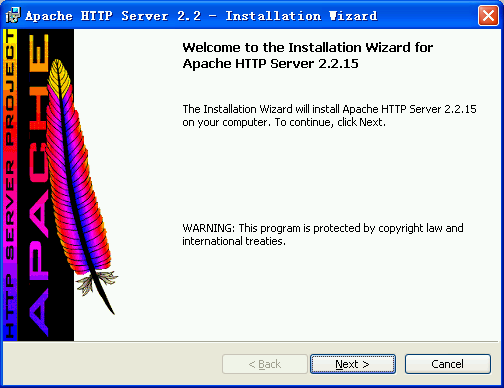 Apache HTTP Server 2.2 - Installation Wizard
HTTP SERVER PROJECT
APACHE
Welcome to the Installation Wizard for
Apache HTTP Server 2.2.15
The Installation Wizard will install Apache HTTP Server 2.2.15
on your computer. To continue, click Next.
WARNING: This program is protected by copyright law and
international treaties.
< Back
Next >
Cancel